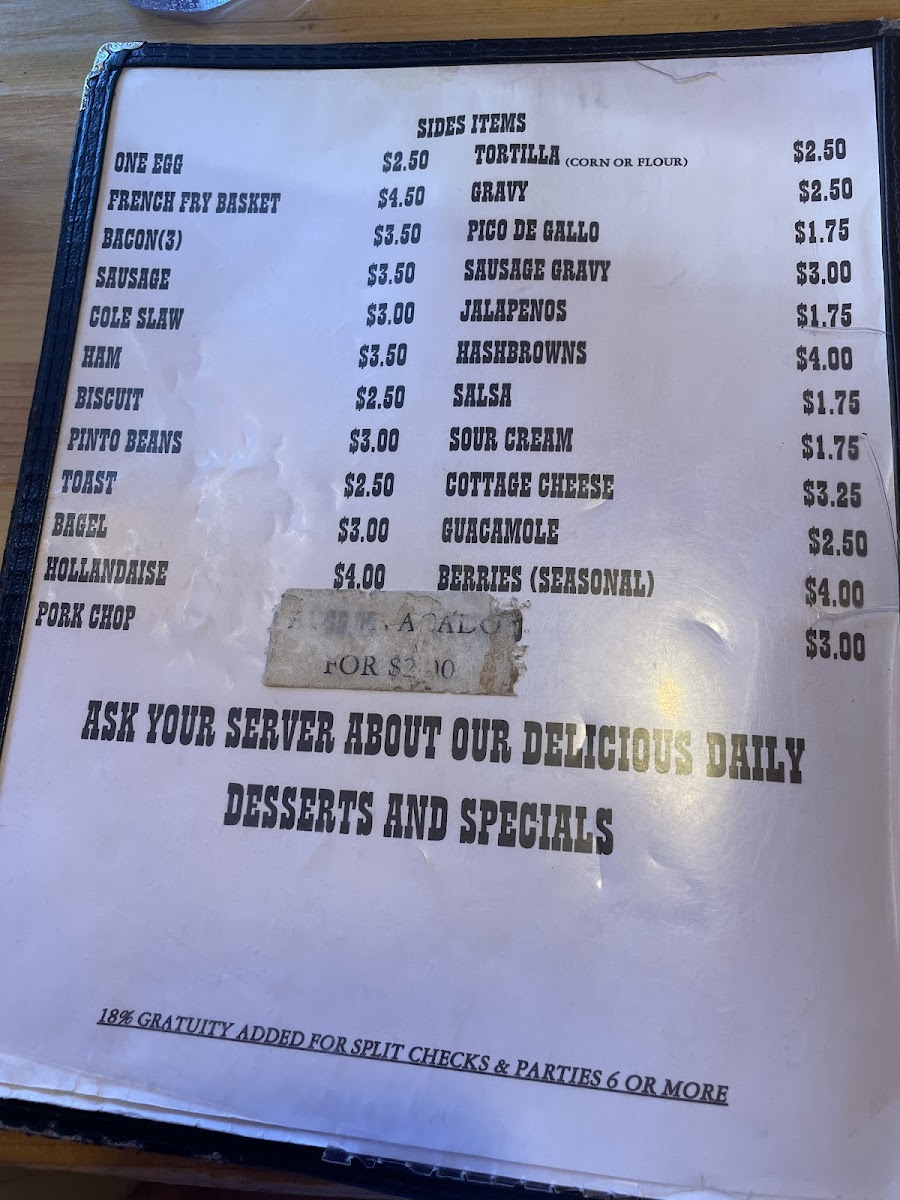 SIDES ITEMS
ONE EGG $2.50 TORTILLA (CORN OR FLOUR) $2.50
FRENCH FRY BASKET $4.50 GRAVY $2.50
BACON(3) $3.50 PICO DE GALLO $1.75
SAUSAGE $3.50 SAUSAGE GRAVY $3.00
COLE SLAW $3.00 JALAPENOS $1.75
HAM $3.50 HASHBROWNS $4.00
BISCUIT $2.50 SALSA $1.75
PINTO BEANS $3.00 SOUR CREAM $1.75
TOAST $2.50 COTTAGE CHEESE $3.25
BAGEL $3.00 GUACAMOLE $2.50
HOLLANDAISE $4.00 BERRIES (SEASONAL) $4.00
PORK CHOP $3.00
FOR
ASK YOUR SERVER ABOUT OUR DELICIOUS DAILY
DESSERTS AND SPECIALS
18% GRATUITY ADDED FOR SPLIT CHECKS & PARTIES 6 OR MORE